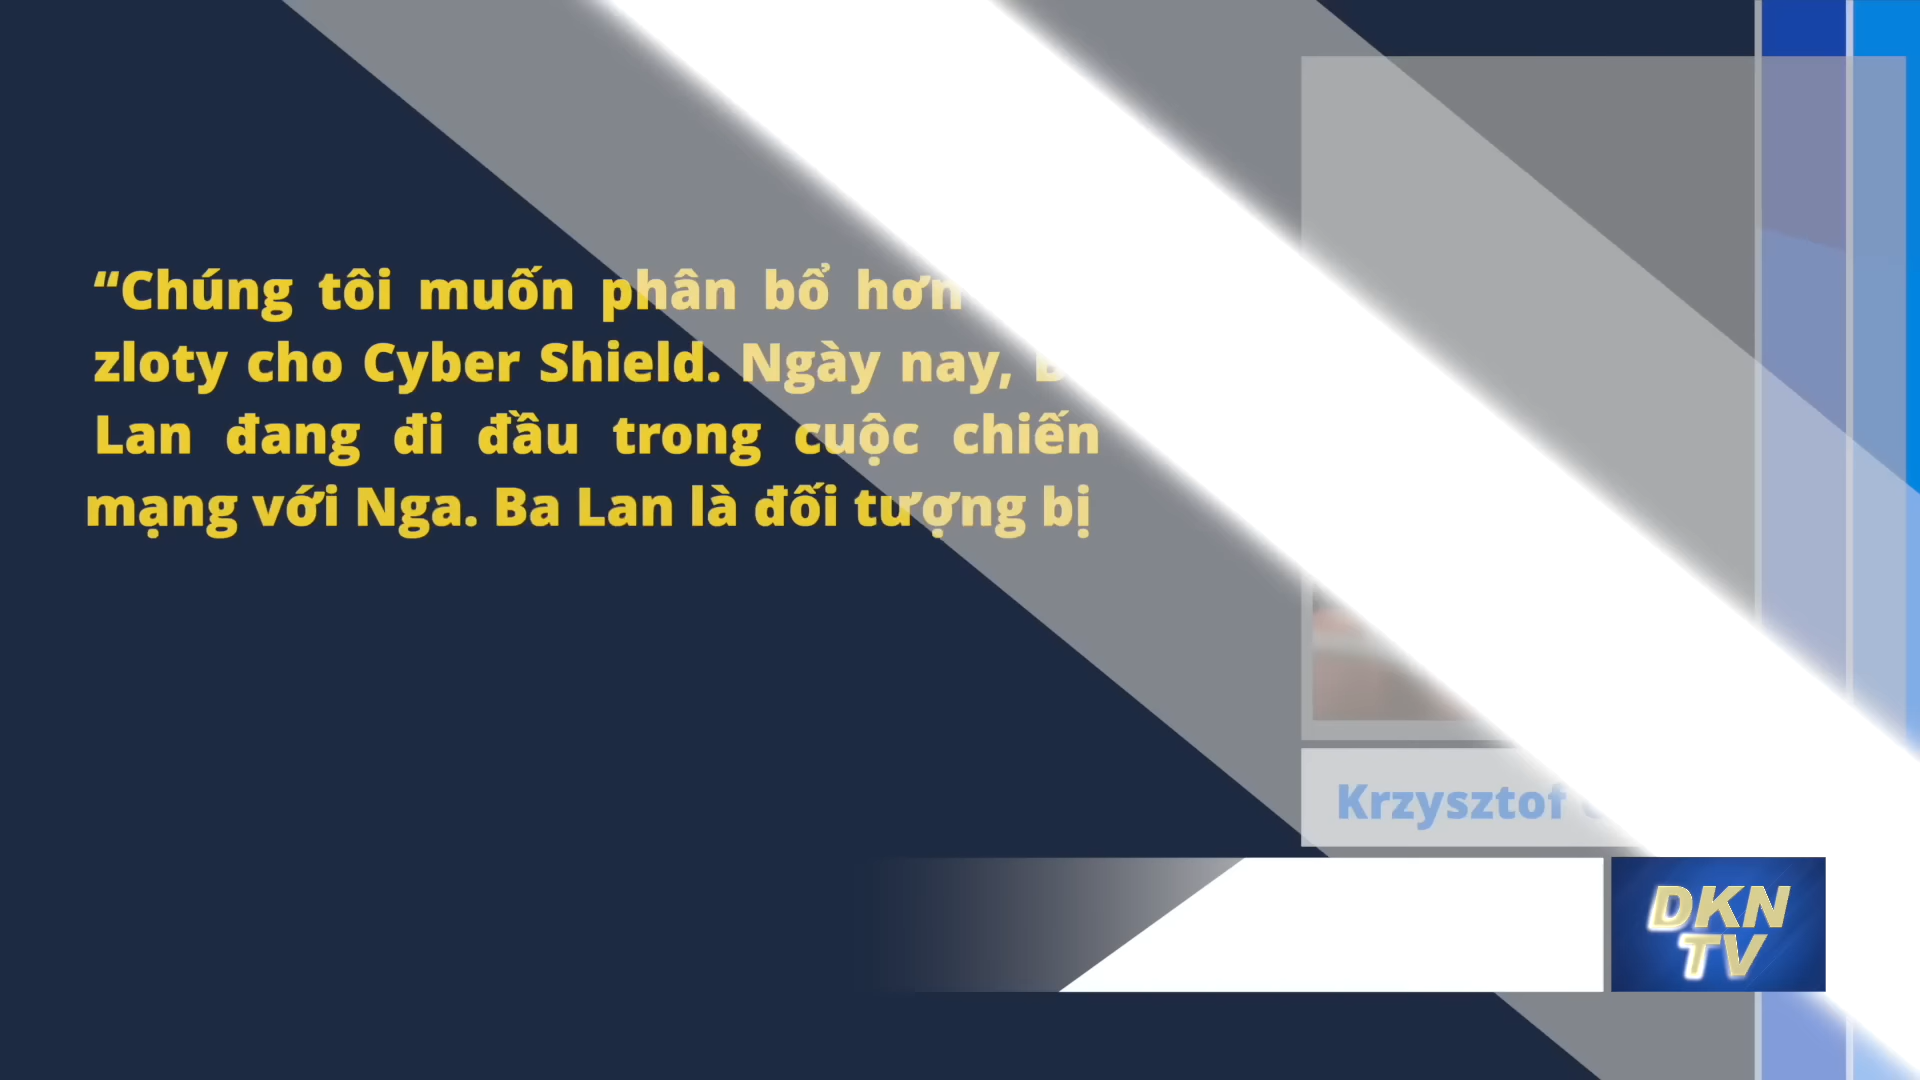 “Chúng tôi muốn phân bổ hơn
zloty cho Cyber Shield. Ngày nay,
Lan đang đi đầu trong cuộc chiến
mạng với Nga. Ba Lan là đối tượng bị
Krzysztof
DKN
TV